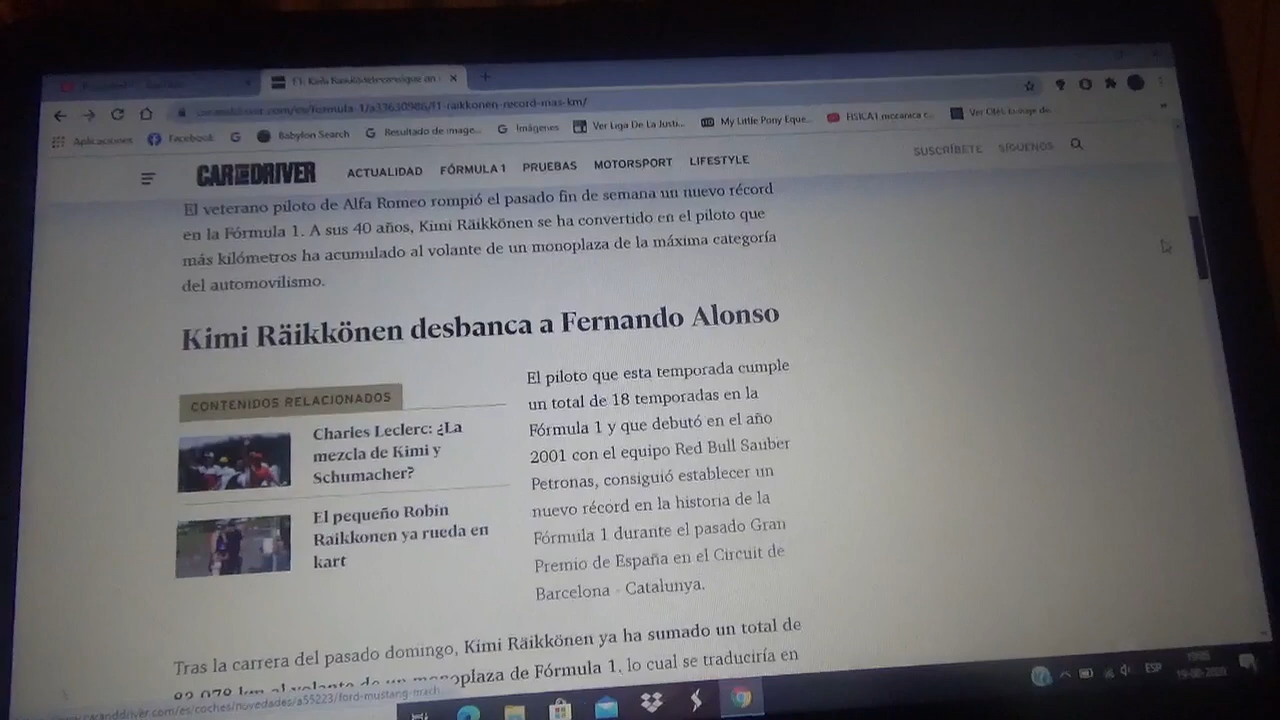 caranddriver.com/es/formula-1/a33630986/f1-raikkonen-record-mas-km/
Aplicaciones Facebook G Babylon Search Resultado de image... Imágenes Ver Liga De La Justi... My Little Pony Eque... FISICA1 mecanica c...
CAR AND DRIVER ACTUALIDAD FÓRMULA 1 PRUEBAS MOTORSPORT LIFESTYLE SUSCRÍBETE SÍGUENOS
El veterano piloto de Alfa Romeo rompió el pasado fin de semana un nuevo récord
en la Fórmula 1. A sus 40 años, Kimi Räikkönen se ha convertido en el piloto que
más kilómetros ha acumulado al volante de un monoplaza de la máxima categoría
del automovilismo.
Kimi Räikkönen desbanca a Fernando Alonso
CONTENIDOS RELACIONADOS
Charles Leclerc: ¿La
mezcla de Kimi y
Schumacher?
El pequeño Robin
Raikkonen ya rueda en
kart
El piloto que esta temporada cumple
un total de 18 temporadas en la
Fórmula 1 y que debutó en el año
2001 con el equipo Red Bull Sauber
Petronas, consiguió establecer un
nuevo récord en la historia de la
Fórmula 1 durante el pasado Gran
Premio de España en el Circuit de
Barcelona - Catalunya.
Tras la carrera del pasado domingo, Kimi Räikkönen ya ha sumado un total de
km al volante de un monoplaza de Fórmula 1, lo cual se traduciría en
caranddriver.com/es/coches/novedades/a55223/ford-mustang-mach
ESP